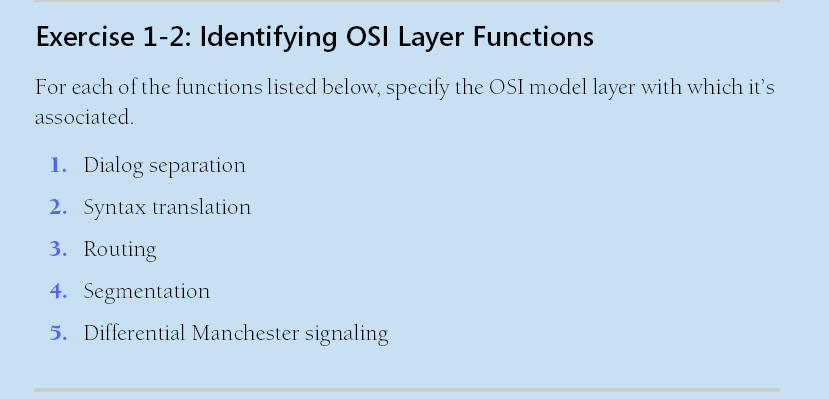 Exercise 1-2: Identifying OSI Layer Functions
For each of the functions listed below, specify the OSI model layer with which it's
associated.
1. Dialog separation
2. Syntax translation
3. Routing
4. Segmentation
5. Differential Manchester signaling